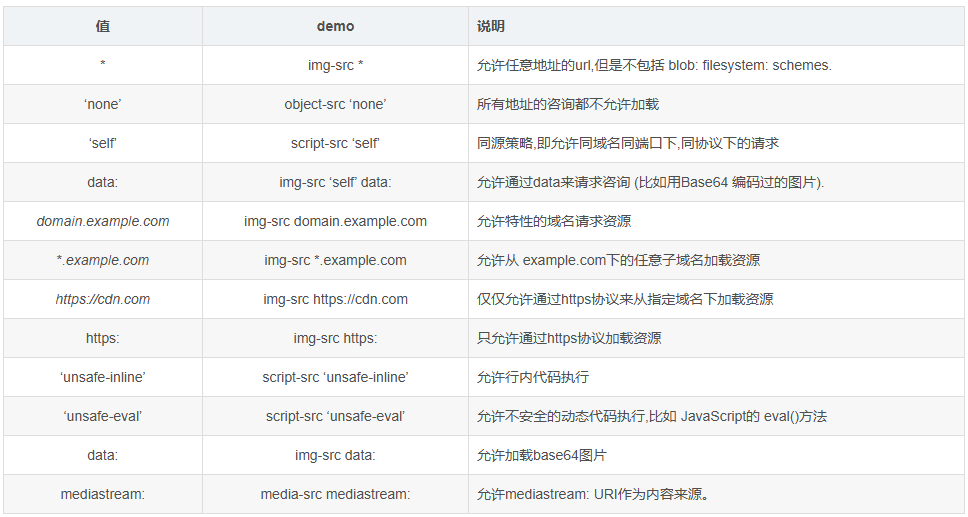 值 demo 说明
* img-src * 允许任意地址的url,但是不包括 blob: filesystem: schemes.
‘none’ object-src ‘none’ 所有地址的咨询都不允许加载
‘self’ script-src ‘self’ 同源策略,即允许同域名同端口下,同协议下的请求
data: img-src ‘self’ data: 允许通过data来请求咨询 (比如用Base64 编码过的图片).
domain.example.com img-src domain.example.com 允许特性的域名请求资源
*.example.com img-src *.example.com 允许从 example.com下的任意子域名加载资源
https://cdn.com img-src https://cdn.com 仅仅允许通过https协议来从指定域名下加载资源
https: img-src https: 只允许通过https协议加载资源
‘unsafe-inline’ script-src ‘unsafe-inline’ 允许行内代码执行
‘unsafe-eval’ script-src ‘unsafe-eval’ 允许不安全的动态代码执行,比如 JavaScript的 eval()方法
data: img-src data: 允许加载base64图片
mediastream: media-src mediastream: 允许mediastream: URI作为内容来源。